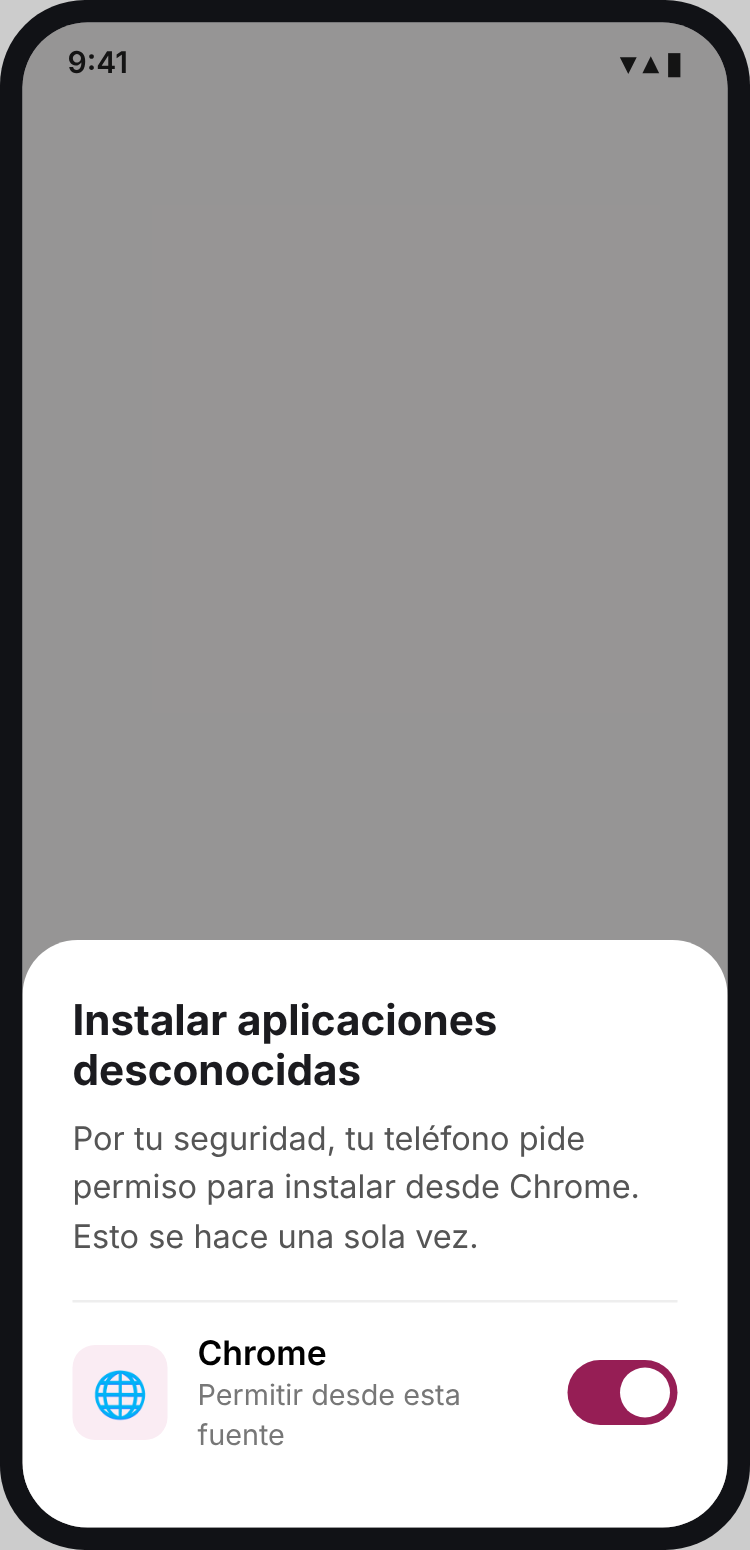 9:41
Instalar aplicaciones
desconocidas
Por tu seguridad, tu teléfono pide
permiso para instalar desde Chrome.
Esto se hace una sola vez.
Chrome
Permitir desde esta
fuente